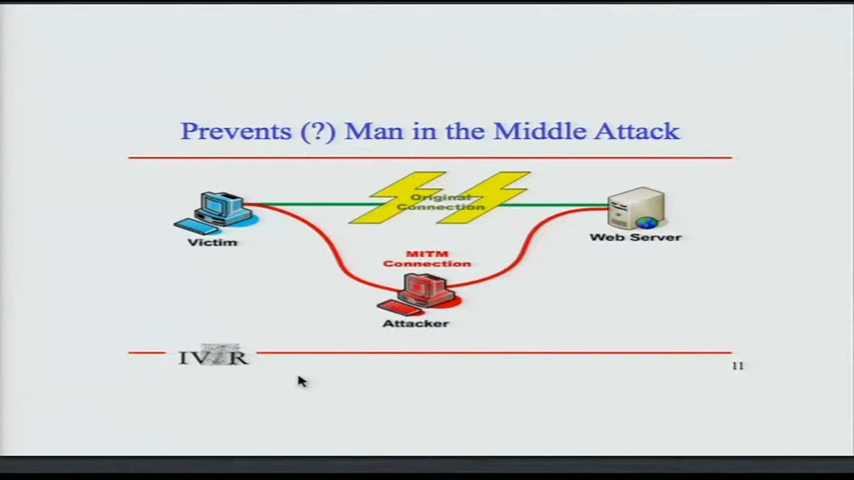 Prevents (?) Man in the Middle Attack
Original
Connection
Victim
Web Server
MITM
Connection
Attacker
11